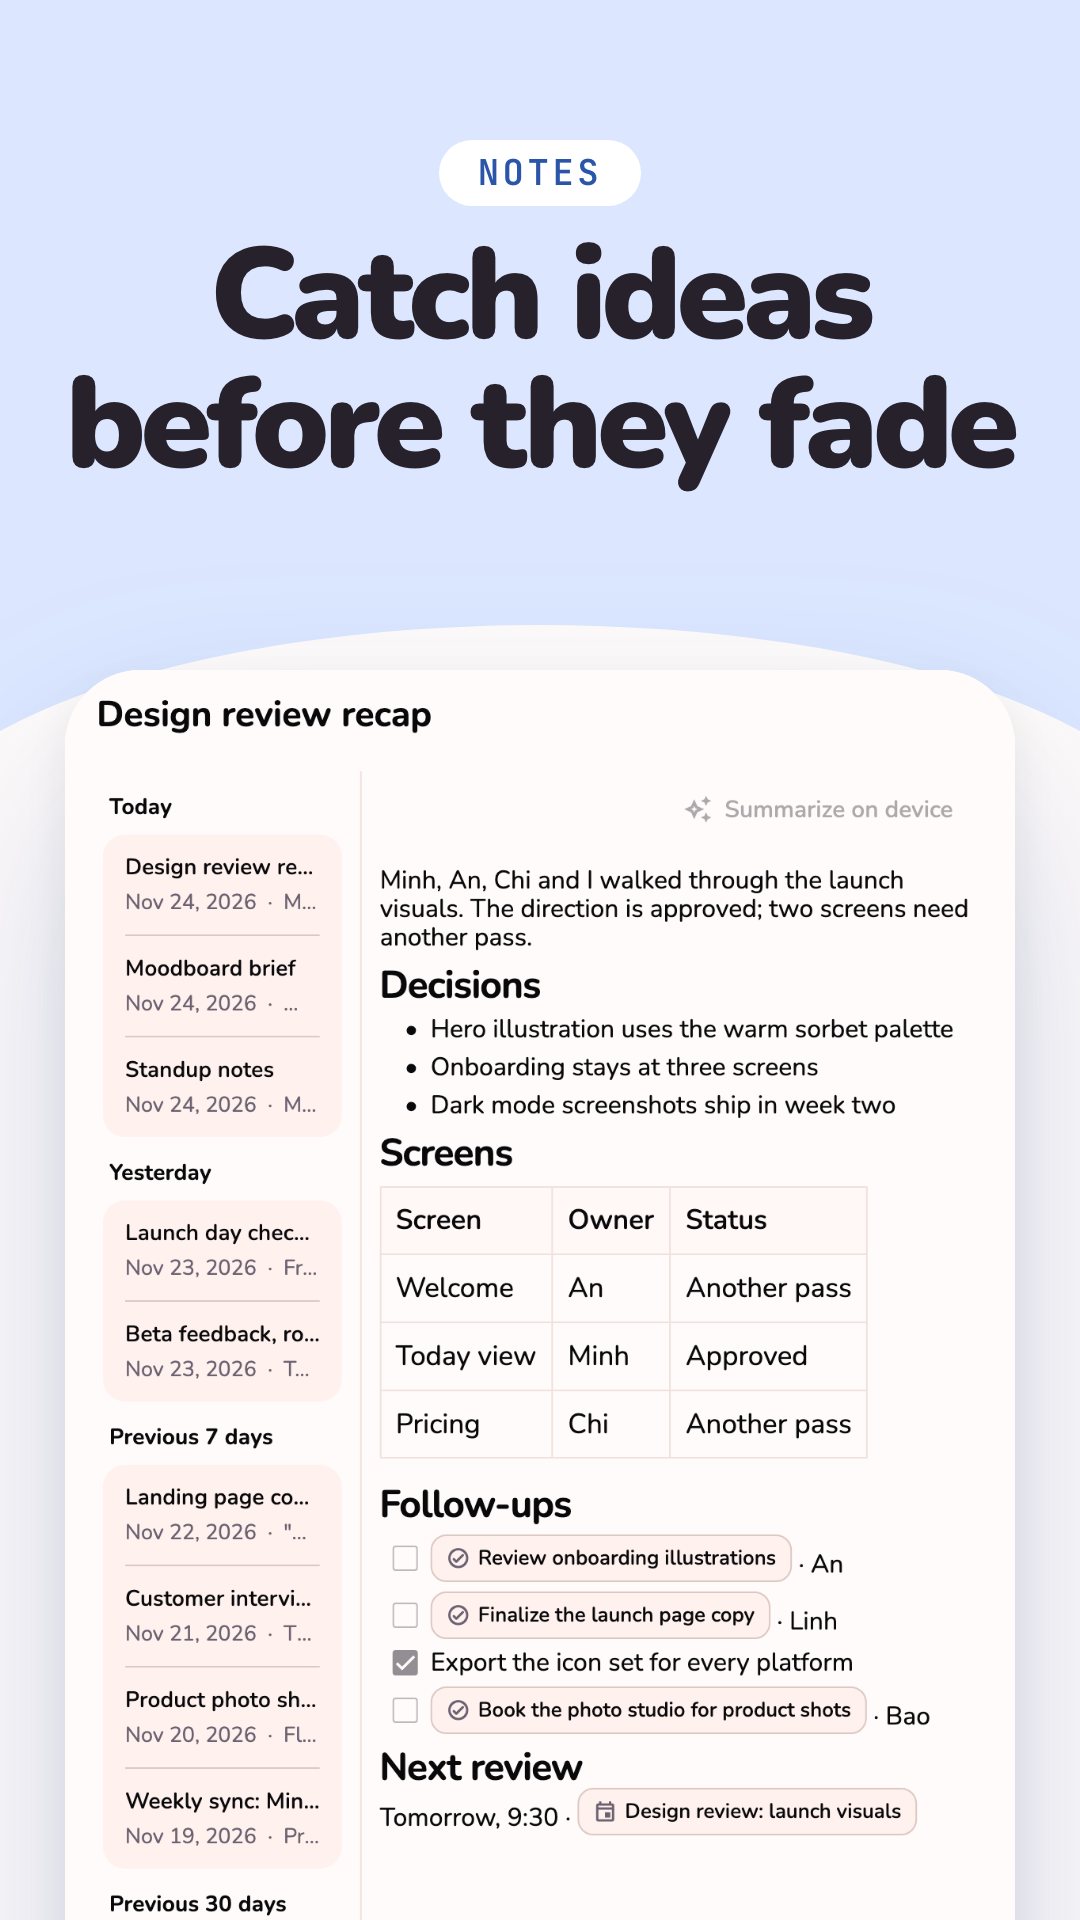 NOTES
Catch ideas
before they fade
Design review recap
Today
Design review re...
Nov 24, 2026 · M...
Moodboard brief
Nov 24, 2026 · ...
Standup notes
Nov 24, 2026 · M...
Yesterday
Launch day chec...
Nov 23, 2026 · Fr...
Beta feedback, ro...
Nov 23, 2026 · T...
Previous 7 days
Landing page co...
Nov 22, 2026 · "...
Customer intervi...
Nov 21, 2026 · T...
Product photo sh...
Nov 20, 2026 · Fl...
Weekly sync: Min...
Nov 19, 2026 · Pr...
Previous 30 days
Summarize on device
Minh, An, Chi and I walked through the launch
visuals. The direction is approved; two screens need
another pass.
Decisions
• Hero illustration uses the warm sorbet palette
• Onboarding stays at three screens
• Dark mode screenshots ship in week two
Screens
Screen Owner Status
Welcome An Another pass
Today view Minh Approved
Pricing Chi Another pass
Follow-ups
Review onboarding illustrations · An
Finalize the launch page copy · Linh
Export the icon set for every platform
Book the photo studio for product shots · Bao
Next review
Tomorrow, 9:30 · Design review: launch visuals